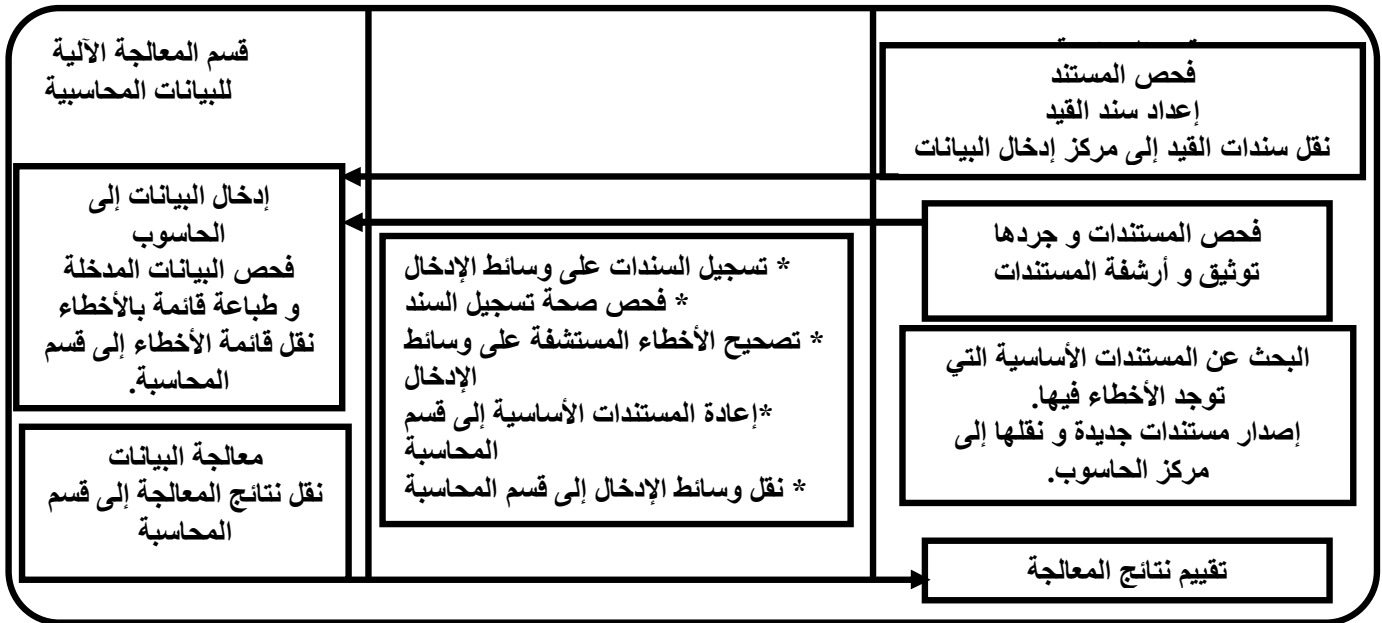 فحص المستند
إعداد سند القيد
نقل سندات القيد إلى مركز إدخال البيانات
فحص المستندات و جردها
توثيق و أرشفة المستندات
البحث عن المستندات الأساسية التي
توجد الأخطاء فيها.
إصدار مستندات جديدة و نقلها إلى
مركز الحاسوب.
تقييم نتائج المعالجة
* تسجيل السندات على وسائط الإدخال
* فحص صحة تسجيل السند
* تصحيح الأخطاء المستشفة على وسائط
الإدخال
*إعادة المستندات الأساسية إلى قسم
المحاسبة
* نقل وسائط الإدخال إلى قسم المحاسبة
قسم المعالجة الآلية
للبيانات المحاسبية
إدخال البيانات إلى
الحاسوب
فحص البيانات المدخلة
و طباعة قائمة بالأخطاء
نقل قائمة الأخطاء إلى قسم
المحاسبة.
معالجة البيانات
نقل نتائج المعالجة إلى قسم
المحاسبة